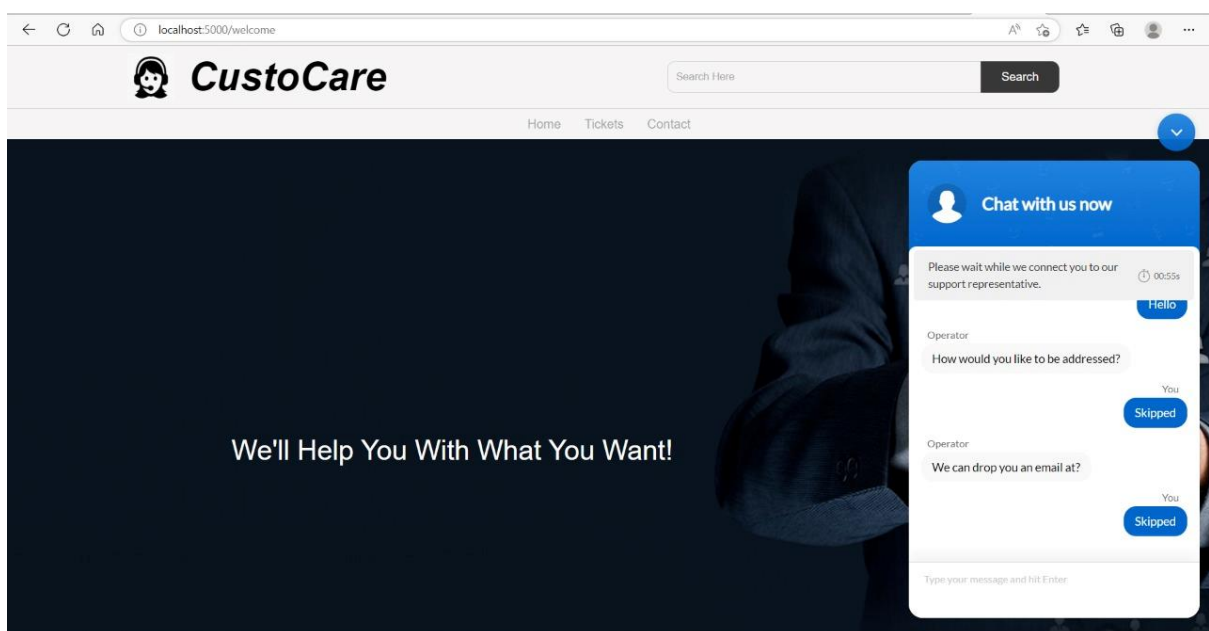 localhost:5000/welcome
CustoCare
Search Here
Search
Home Tickets Contact
Chat with us now
Please wait while we connect you to our
support representative.
00:55s
Hello
Operator
How would you like to be addressed?
You
Skipped
Operator
We can drop you an email at?
You
Skipped
Type your message and hit Enter
We'll Help You With What You Want!